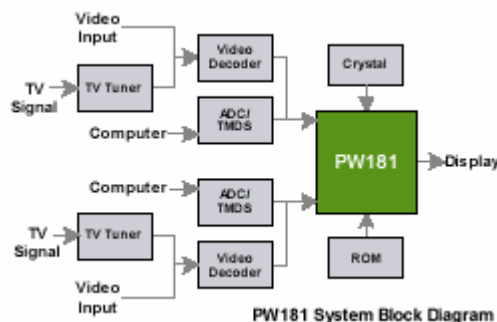 Video
Input
Video
Decoder
Crystal
TV
Signal
TV Tuner
ADC/
TMDS
Computer
PW181
Display
Computer
ADC/
TMDS
TV
Signal
TV Tuner
Video
Decoder
ROM
Video
Input
PW181 System Block Diagram